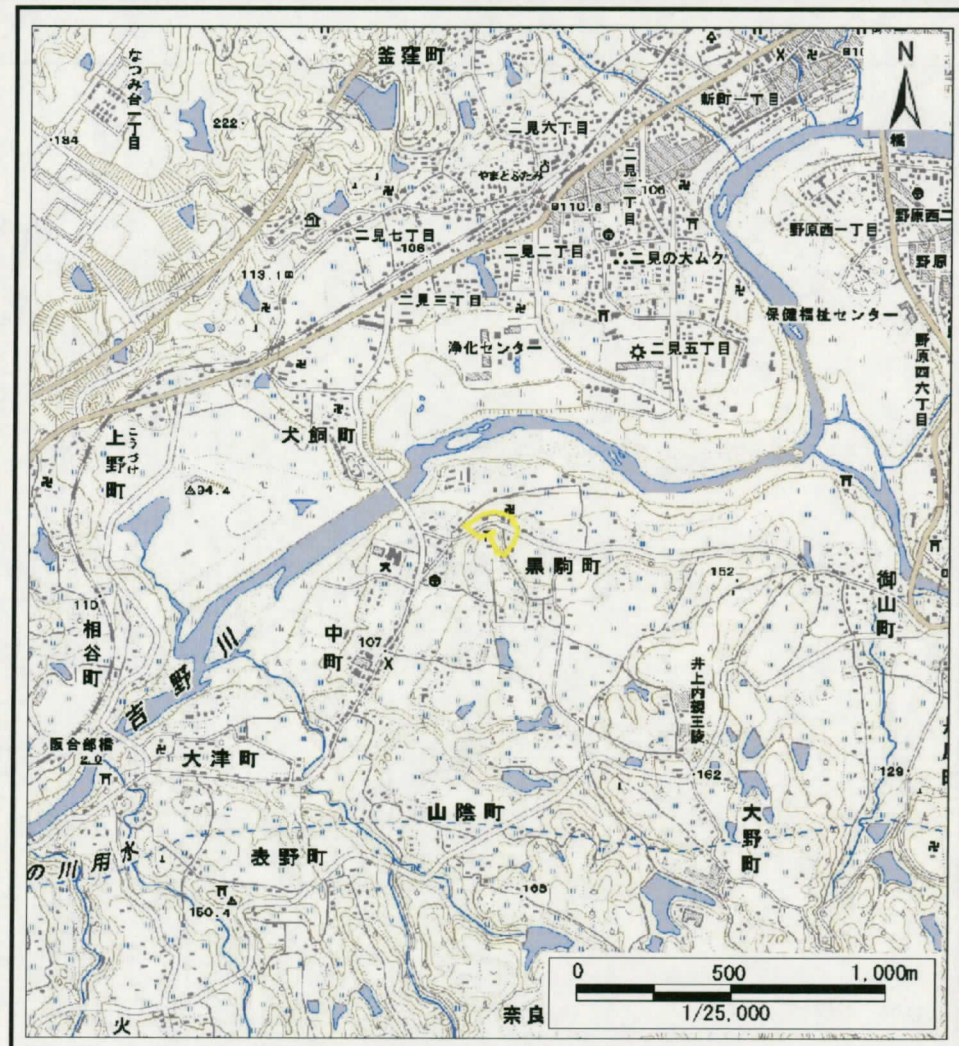 釜窪町
なつみ台一丁目
N
新町一丁目
222
184
二見六丁目
橋
やまとふたみ
二見一丁目
106
110.6
野原西一丁目
二見七丁目
106
二見二丁目
二見の大ムク
野原
113.1
二見三丁目
保健福祉センター
浄化センター
二見五丁目
野原西六丁目
犬飼町
上野町
こうづけ
94.4
黒駒町
152
御山町
110
相谷町
中町
107
吉野川
井上内親王陵
阪合部橋
2.0
大津町
162
129
山陰町
大野町
表野町
の川用水
150.4
165
170
0 500 1,000m
1/25,000
奈良
火